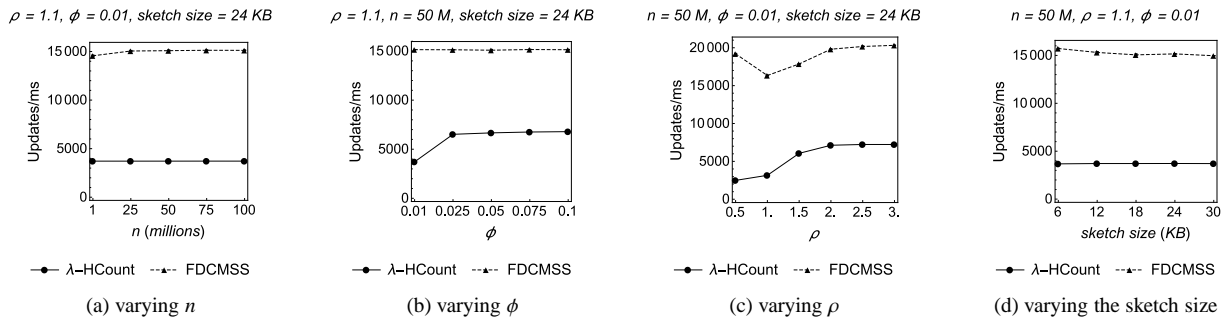 ρ = 1.1, ϕ = 0.01, sketch size = 24 KB
15000
10000
5000
0
Updates/ms
1 25 50 75 100
n (millions)
λ-HCount FDCMSS
(a) varying n
ρ = 1.1, n = 50 M, sketch size = 24 KB
15000
10000
5000
0
Updates/ms
0.01 0.025 0.05 0.075 0.1
ϕ
λ-HCount FDCMSS
(b) varying ϕ
n = 50 M, ϕ = 0.01, sketch size = 24 KB
20000
15000
10000
5000
0
Updates/ms
0.5 1. 1.5 2. 2.5 3.
ρ
λ-HCount FDCMSS
(c) varying ρ
n = 50 M, ρ = 1.1, ϕ = 0.01
15000
10000
5000
0
Updates/ms
6 12 18 24 30
sketch size (KB)
λ-HCount FDCMSS
(d) varying the sketch size